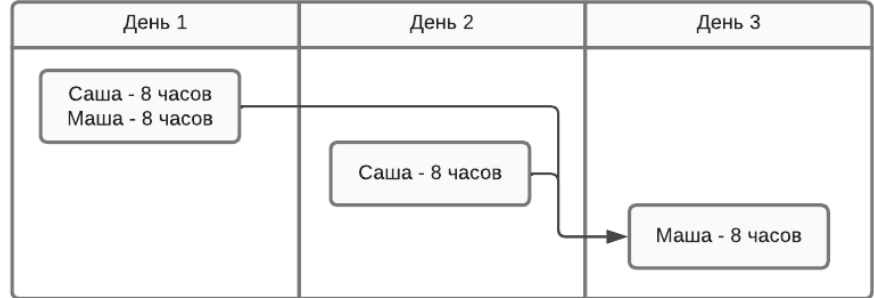 День 1
День 2
День 3
Саша - 8 часов
Маша - 8 часов
Саша - 8 часов
Маша - 8 часов